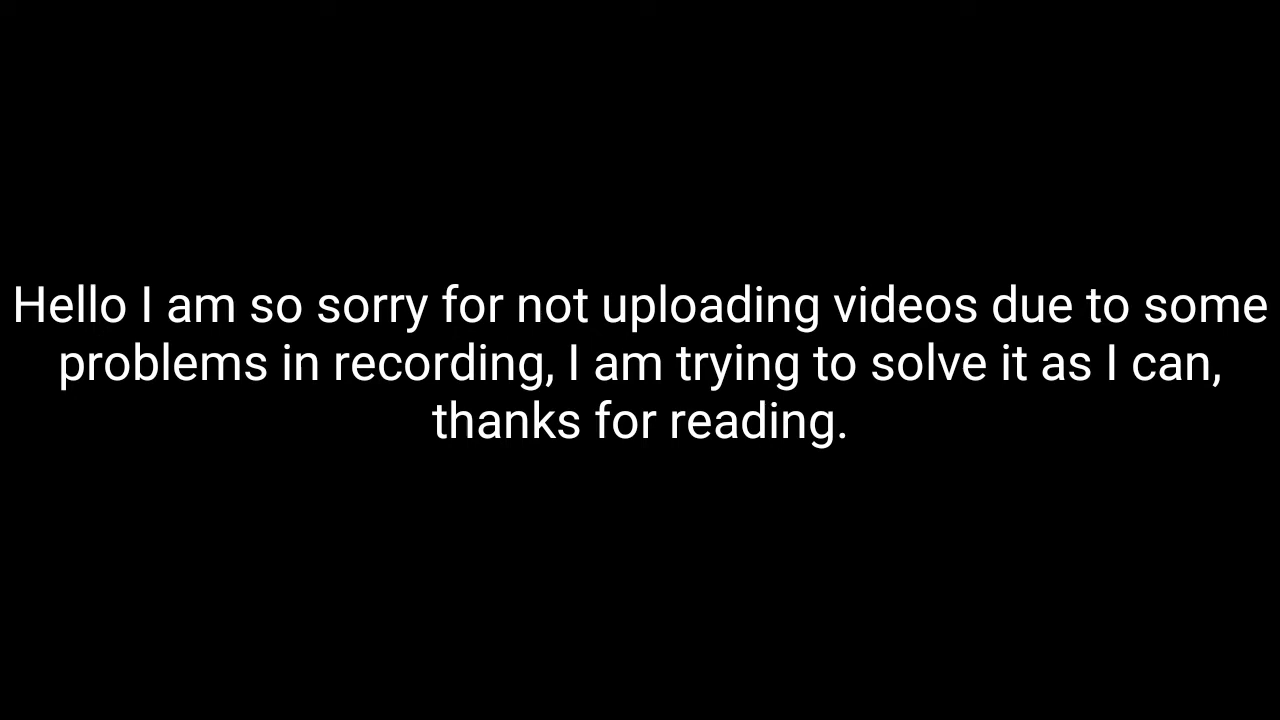 Hello I am so sorry for not uploading videos due to some
problems in recording, I am trying to solve it as I can,
thanks for reading.